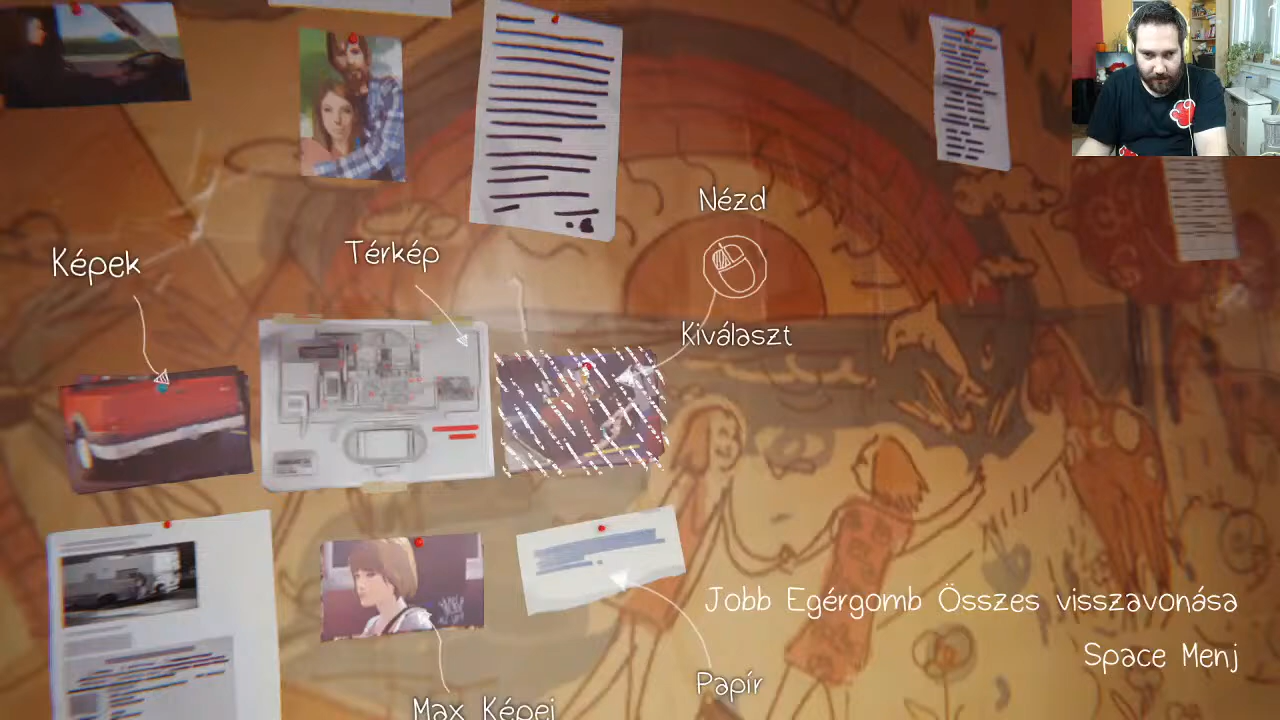 Nézd
Képek
Térkép
Kiválaszt
Jobb Egérgomb Összes visszavonása
Space Menj
Papír
Max Képei